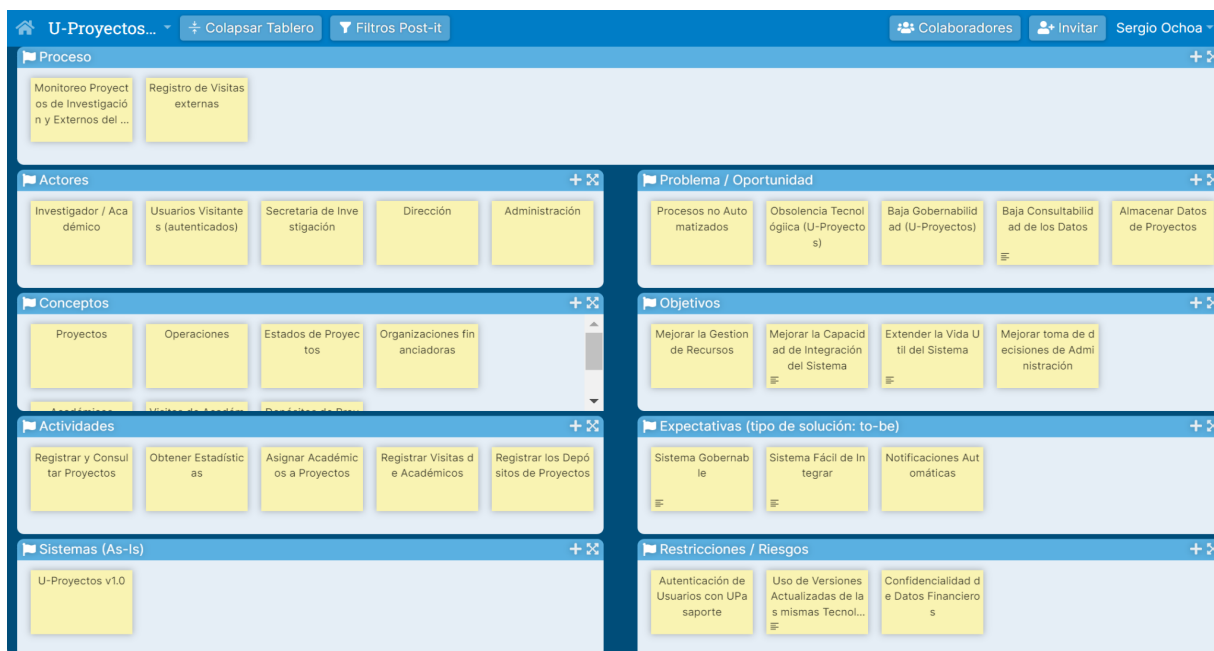 U-Proyectos...
Colapsar Tablero
Filtros Post-it
Colaboradores
Invitar
Sergio Ochoa
Proceso
Monitoreo Proyect
os de Investigació
n y Externos del ...
Registro de Visitas
externas
Actores
Investigador / Aca
démico
Usuarios Visitante
s (autenticados)
Secretaria de Inve
stigación
Dirección
Administración
Problema / Oportunidad
Procesos no Auto
matizados
Obsolencia Tecnol
ógiica (U-Proyecto
s)
Baja Gobernabilid
ad (U-Proyectos)
Baja Consultabilid
ad de los Datos
Almacenar Datos
de Proyectos
Conceptos
Proyectos
Operaciones
Estados de Proyec
tos
Organizaciones fin
anciadoras
Académicos
Visitas de Académ
Depósitos de Proy
Objetivos
Mejorar la Gestion
de Recursos
Mejorar la Capacid
ad de Integración
del Sistema
Extender la Vida U
til del Sistema
Mejorar toma de d
ecisiones de Admi
nistración
Actividades
Registrar y Consul
tar Proyectos
Obtener Estadístic
as
Asignar Académic
os a Proyectos
Registrar Visitas d
e Académicos
Registrar los Depó
sitos de Proyectos
Expectativas (tipo de solución: to-be)
Sistema Gobernab
le
Sistema Fácil de In
tegrar
Notificaciones Aut
omáticas
Sistemas (As-Is)
U-Proyectos v1.0
Restricciones / Riesgos
Autenticación de
Usuarios con UPa
saporte
Uso de Versiones
Actualizadas de la
s mismas Tecnol...
Confidencialidad d
e Datos Financiero
s